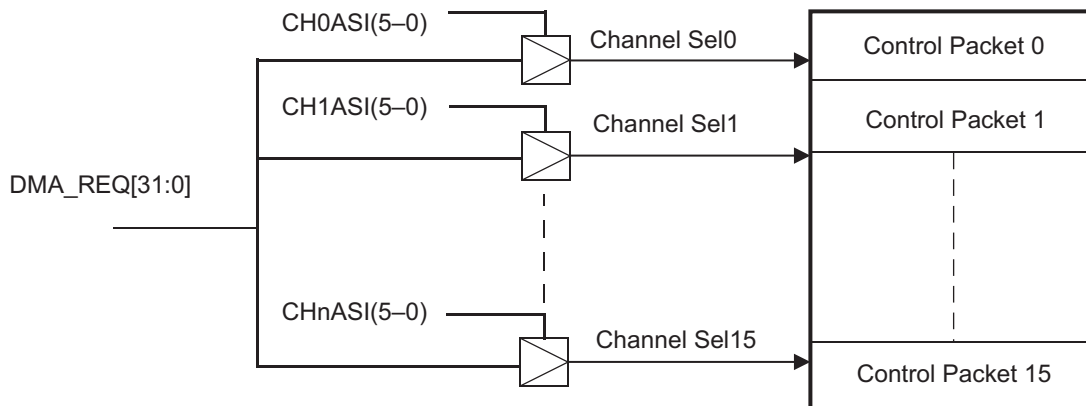 CH0ASI(5–0)
Channel Sel0
Control Packet 0
CH1ASI(5–0)
Channel Sel1
Control Packet 1
DMA_REQ[31:0]
CHnASI(5–0)
Channel Sel15
Control Packet 15